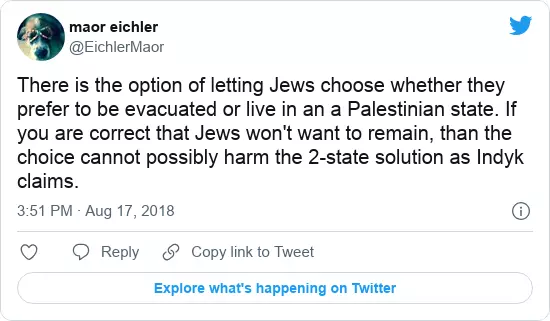 maor eichler
@EichlerMaor
There is the option of letting Jews choose whether they
prefer to be evacuated or live in an a Palestinian state. If
you are correct that Jews won't want to remain, than the
choice cannot possibly harm the 2-state solution as Indyk
claims.
3:51 PM · Aug 17, 2018
Reply Copy link to Tweet
Explore what's happening on Twitter